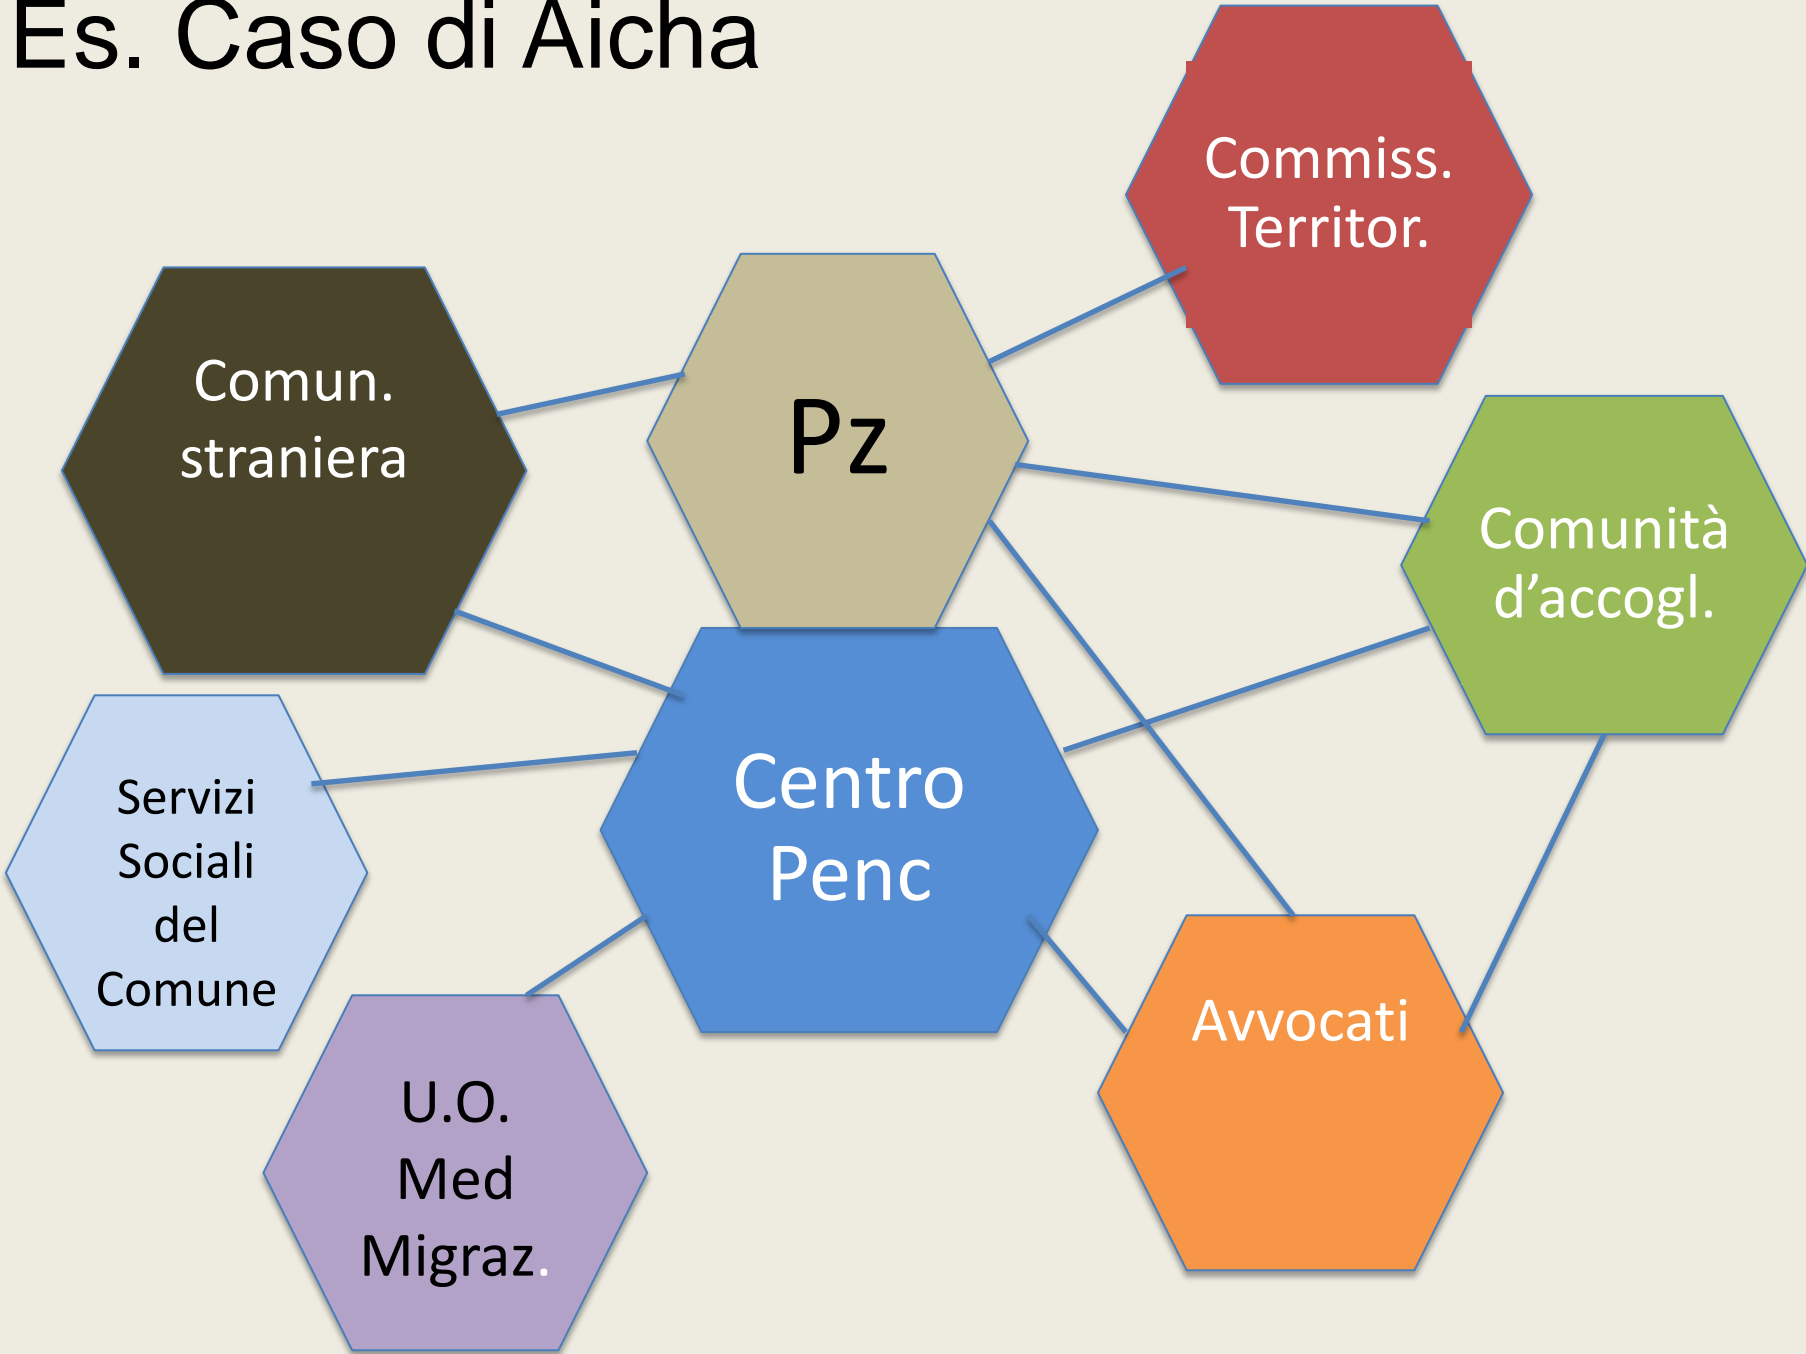 Es. Caso di Aicha
Commiss.
Territor.
Comun.
straniera
Pz
Comunità
d’accogl.
Servizi
Sociali
del
Comune
Centro
Penc
Avvocati
U.O.
Med
Migraz.